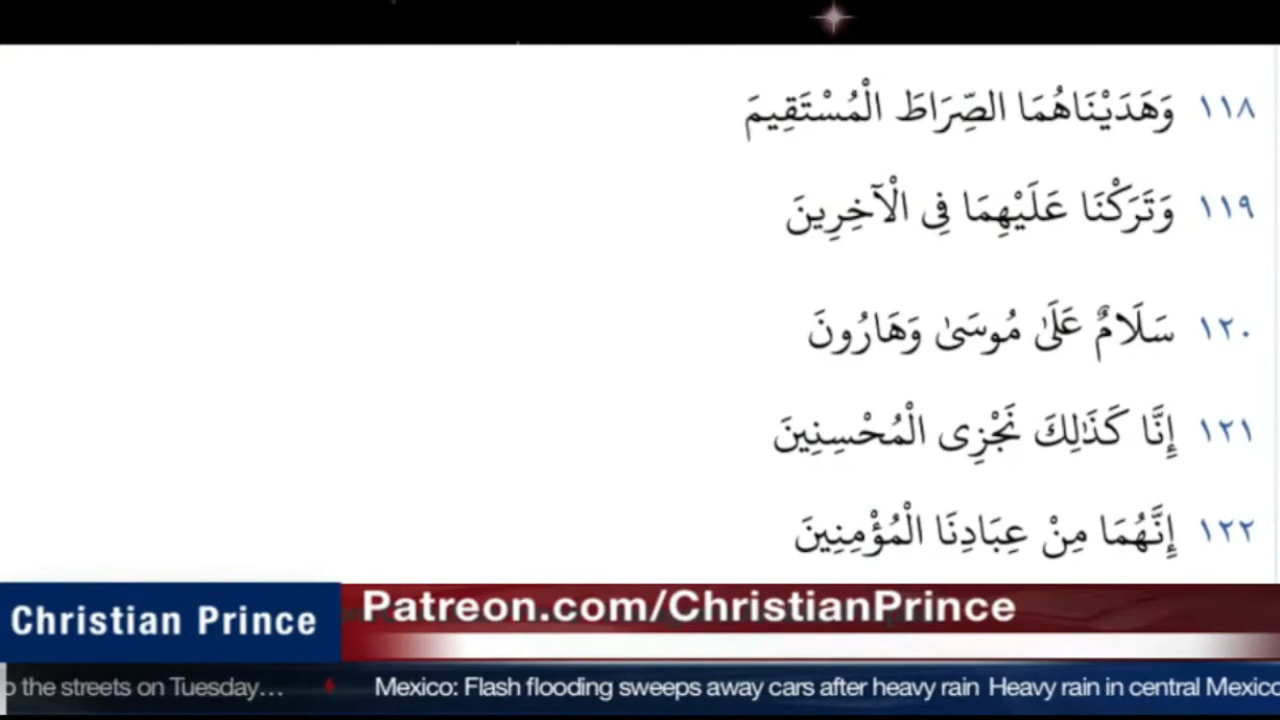 ١١٨ وَهَدَيْنَاهُمَا الصِّرَاطَ الْمُسْتَقِيمَ
١١٩ وَتَرَكْنَا عَلَيْهِمَا فِى الْآخِرِينَ
١٢٠ سَلَامٌ عَلَىٰ مُوسَىٰ وَهَارُونَ
١٢١ إِنَّا كَذَٰلِكَ نَجْزِى الْمُحْسِنِينَ
١٢٢ إِنَّهُمَا مِنْ عِبَادِنَا الْمُؤْمِنِينَ
Christian Prince
Patreon.com/ChristianPrince
the streets on Tuesday... Mexico: Flash flooding sweeps away cars after heavy rain Heavy rain in central Mexico